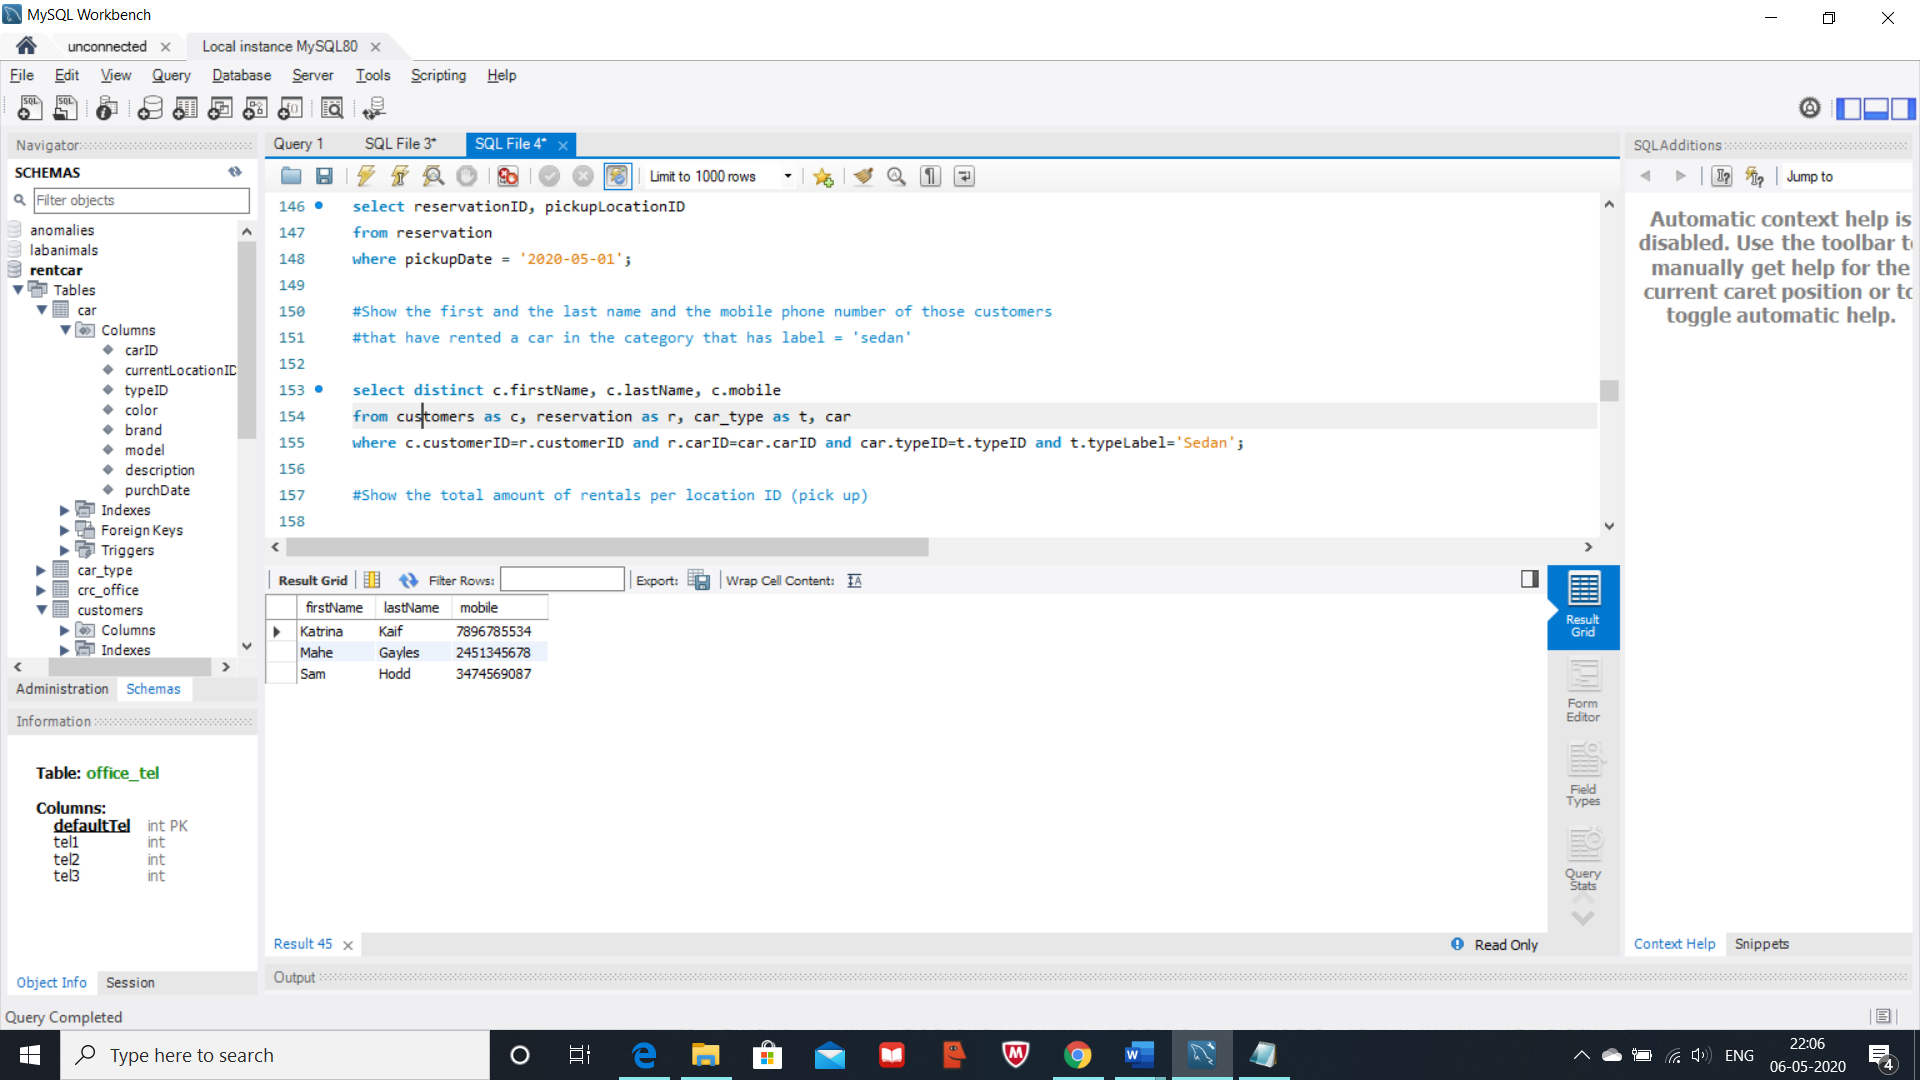 MySQL Workbench
unconnected
Local instance MySQL80
File Edit View Query Database Server Tools Scripting Help
Navigator
SCHEMAS
Filter objects
anomalies
labanimals
rentcar
Tables
car
Columns
carID
currentLocationID
typeID
color
brand
model
description
purchDate
Indexes
Foreign Keys
Triggers
car_type
crc_office
customers
Columns
Indexes
Administration Schemas
Information
Table: office_tel
Columns:
defaultTel int PK
tel1 int
tel2 int
tel3 int
Object Info Session
Query Completed
Query 1 SQL File 3* SQL File 4*
Limit to 1000 rows
146 select reservationID, pickupLocationID
147 from reservation
148 where pickupDate = '2020-05-01';
149
150 #Show the first and the last name and the mobile phone number of those customers
151 #that have rented a car in the category that has label = 'sedan'
152
153 select distinct c.firstName, c.lastName, c.mobile
154 from customers as c, reservation as r, car_type as t, car
155 where c.customerID=r.customerID and r.carID=car.carID and car.typeID=t.typeID and t.typeLabel='Sedan';
156
157 #Show the total amount of rentals per location ID (pick up)
158
Result Grid Filter Rows: Export: Wrap Cell Content:
firstName lastName mobile
Katrina Kaif 7896785534
Mahe Gayles 2451345678
Sam Hodd 3474569087
Result Grid
Form Editor
Field Types
Query Stats
Result 45
Read Only
Output
SQLAdditions
Jump to
Automatic context help is
disabled. Use the toolbar t
manually get help for the
current caret position or to
toggle automatic help.
Context Help Snippets
Type here to search
ENG
22:06
06-05-2020
4